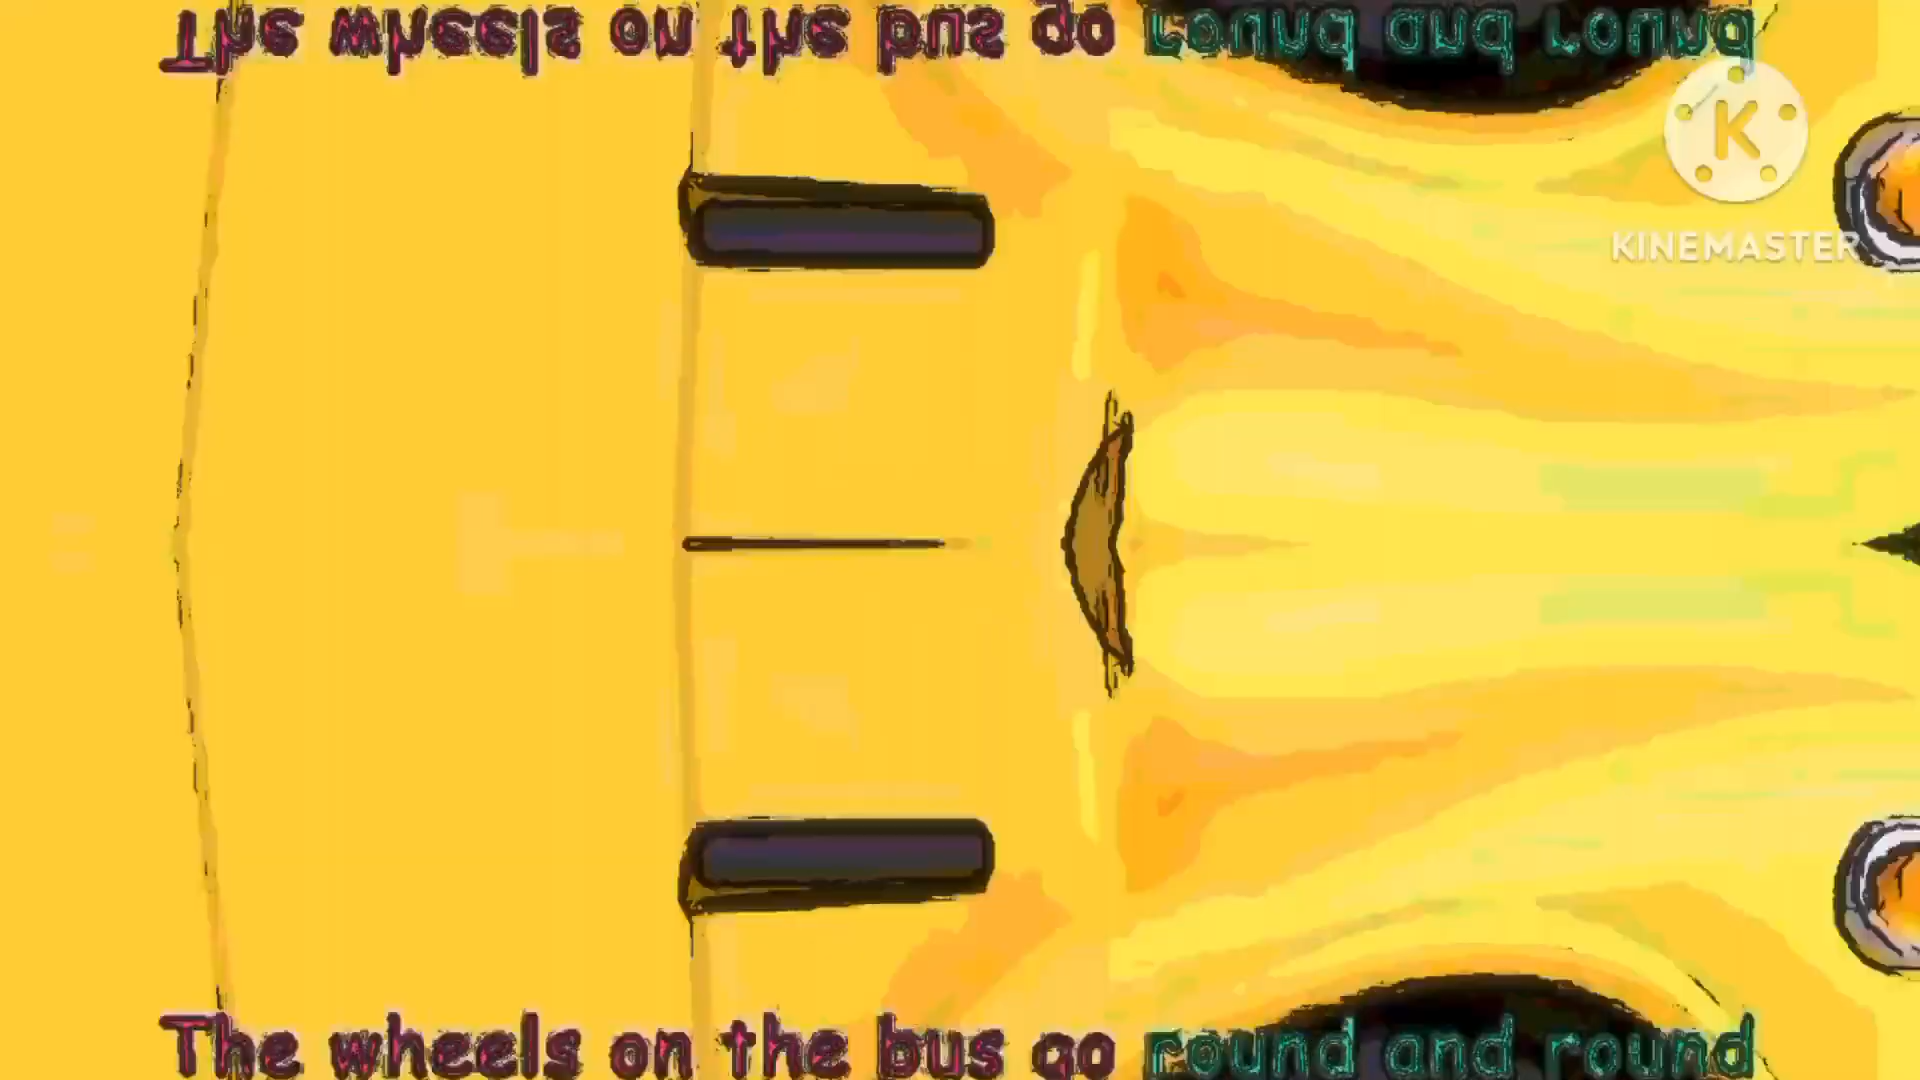 The wheels on the bus go round and round
K
KINEMASTER
The wheels on the bus go round and round